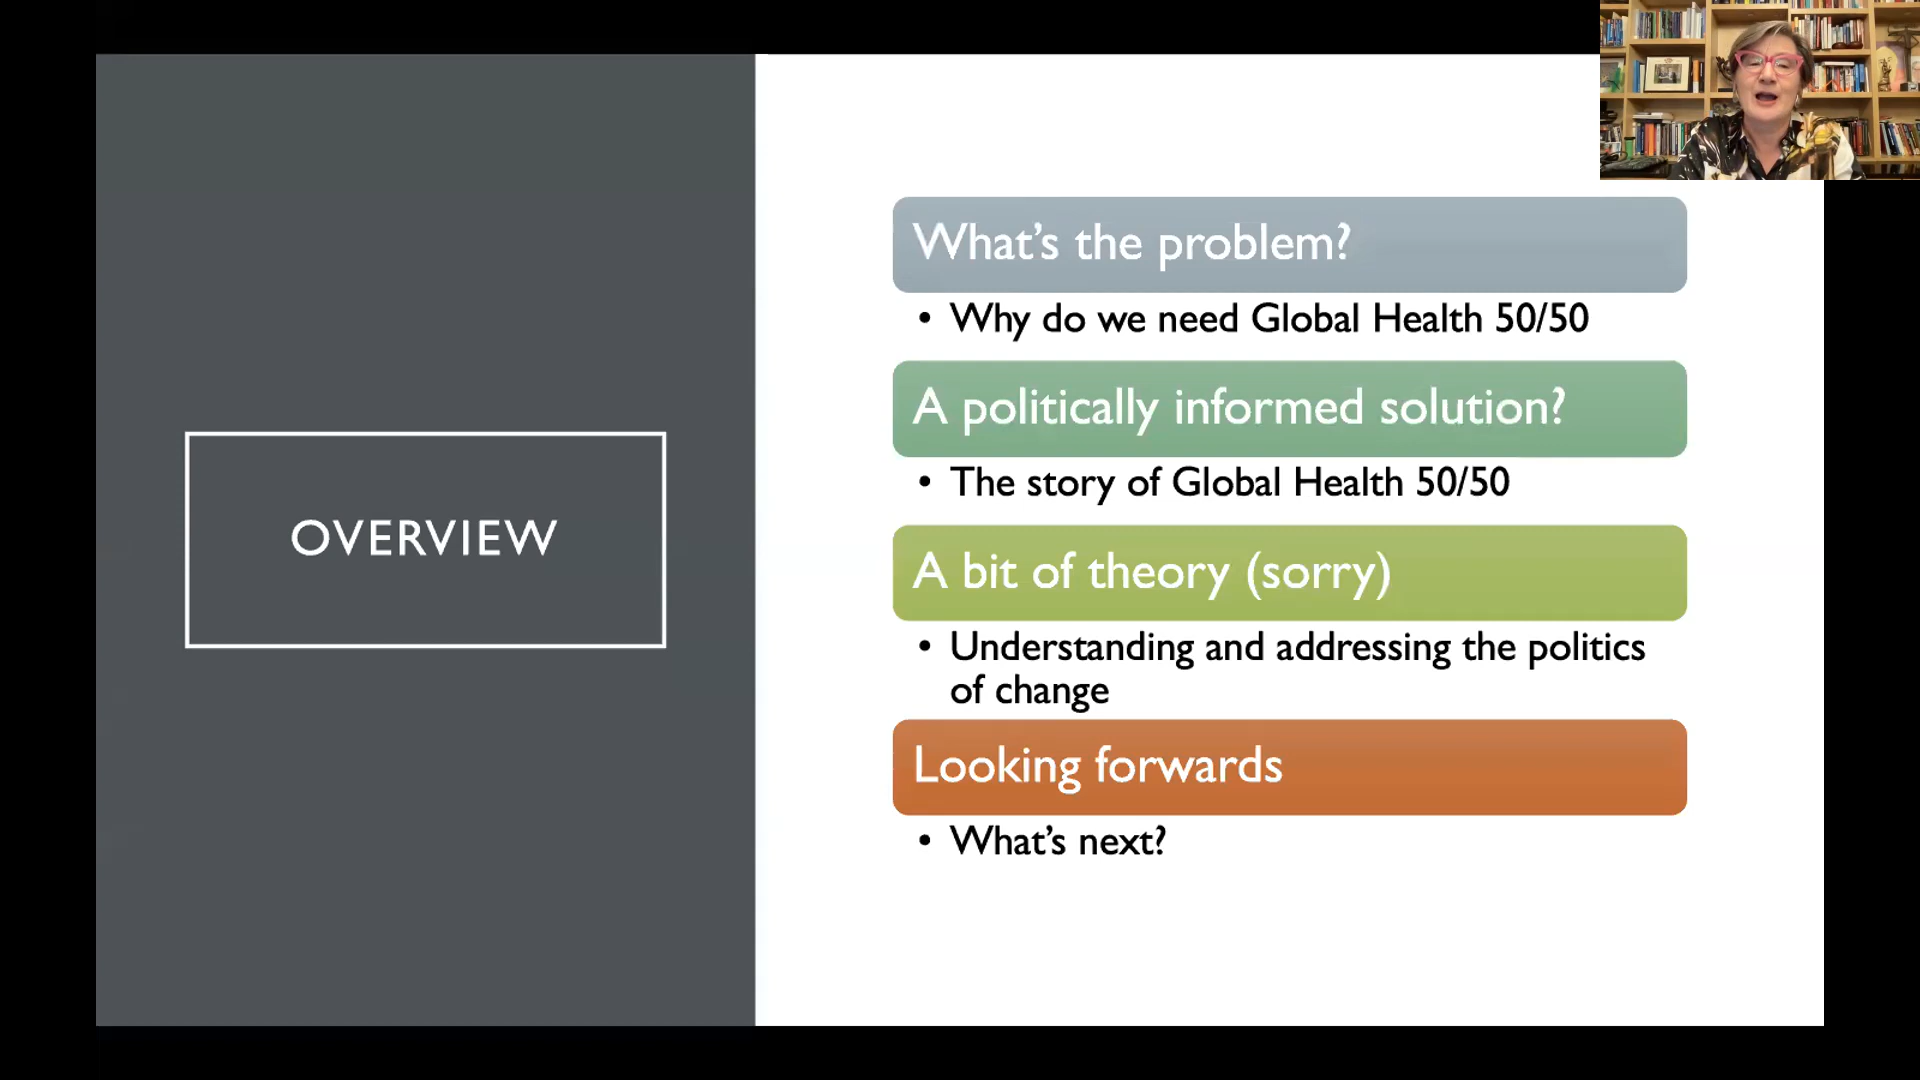 OVERVIEW
What's the problem?
• Why do we need Global Health 50/50
A politically informed solution?
• The story of Global Health 50/50
A bit of theory (sorry)
• Understanding and addressing the politics
of change
Looking forwards
• What's next?